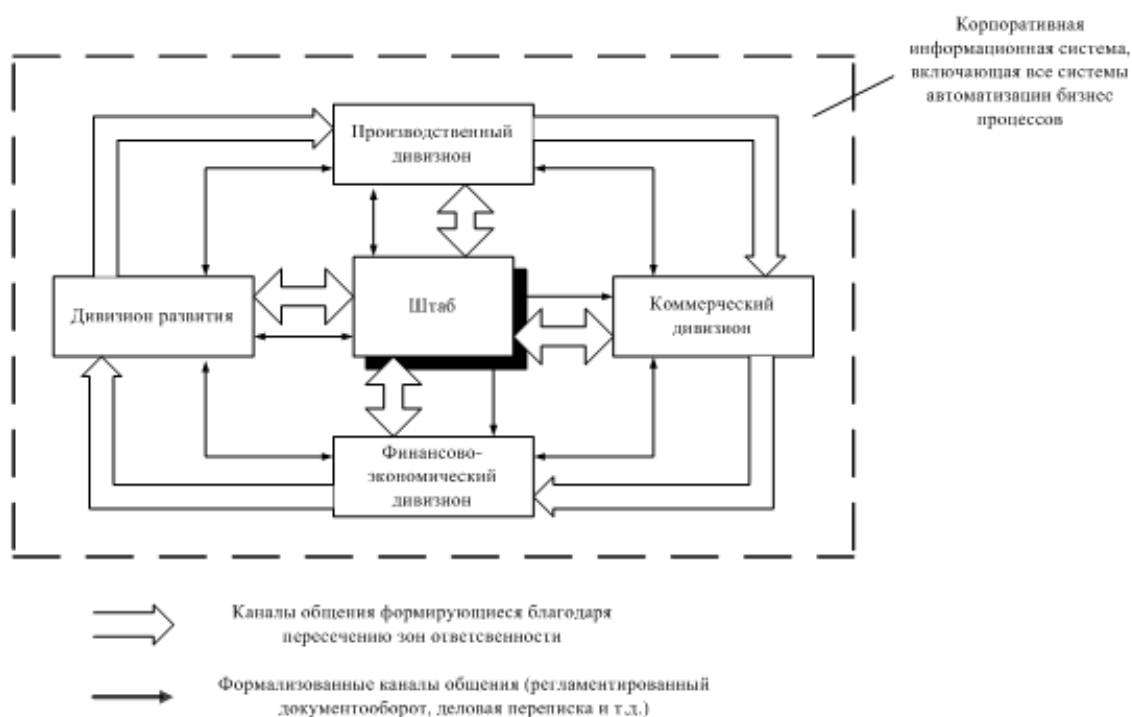 Корпоративная
информационная система,
включающая все системы
автоматизации бизнес
процессов
Производственный
дивизион
Дивизион развития
Штаб
Коммерческий
дивизион
Финансово-
экономический
дивизион
Каналы общения формирующиеся благодаря
пересечению зон ответсвенности
Формализованные каналы общения (регламентированный
документооборот, деловая переписка и т.д.)